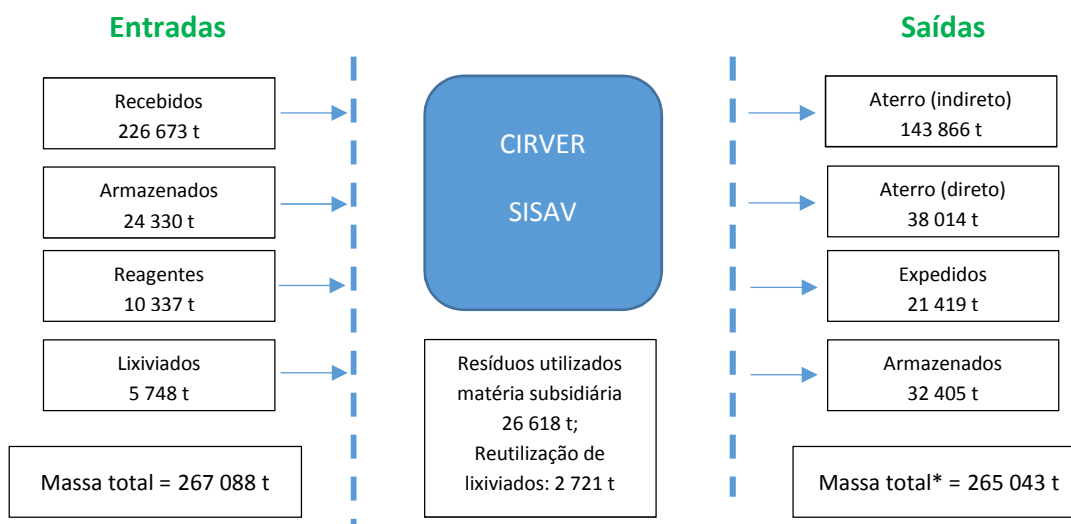 Entradas
Recebidos
226 673 t
Armazenados
24 330 t
Reagentes
10 337 t
Lixiviados
5 748 t
Massa total = 267 088 t
CIRVER
SISAV
Resíduos utilizados
matéria subsidiária
26 618 t;
Reutilização de
lixiviados: 2 721 t
Saídas
Aterro (indireto)
143 866 t
Aterro (direto)
38 014 t
Expedidos
21 419 t
Armazenados
32 405 t
Massa total* = 265 043 t